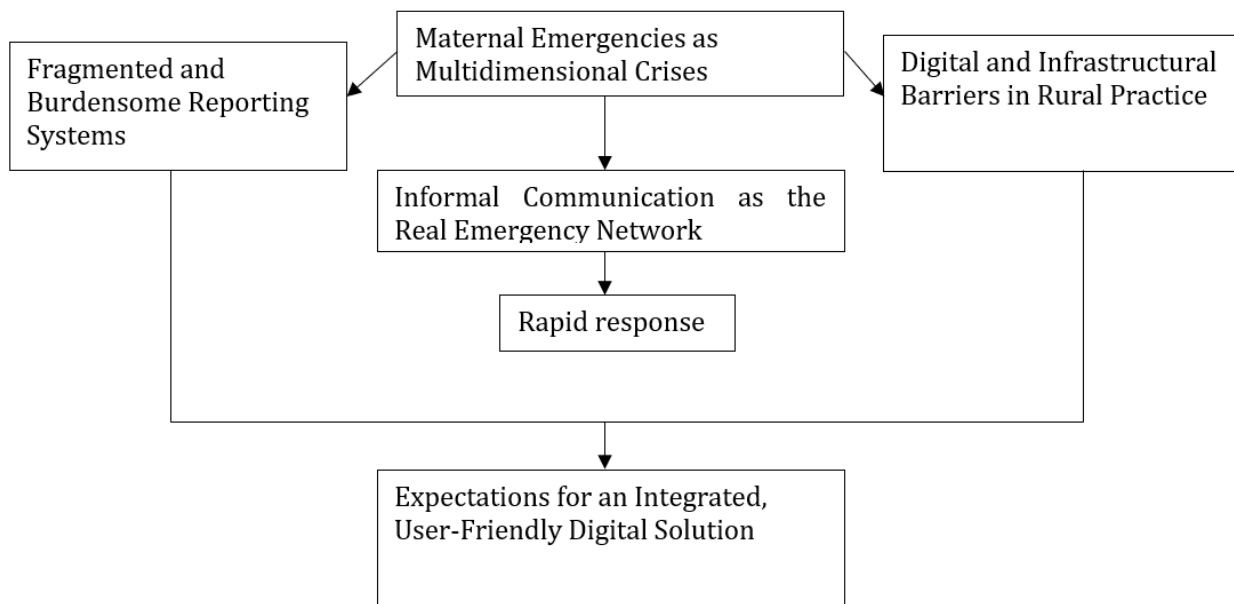 Maternal Emergencies as
Multidimensional Crises
Fragmented and
Burdensome Reporting
Systems
Digital and Infrastructural
Barriers in Rural Practice
Informal Communication as the
Real Emergency Network
Rapid response
Expectations for an Integrated,
User-Friendly Digital Solution